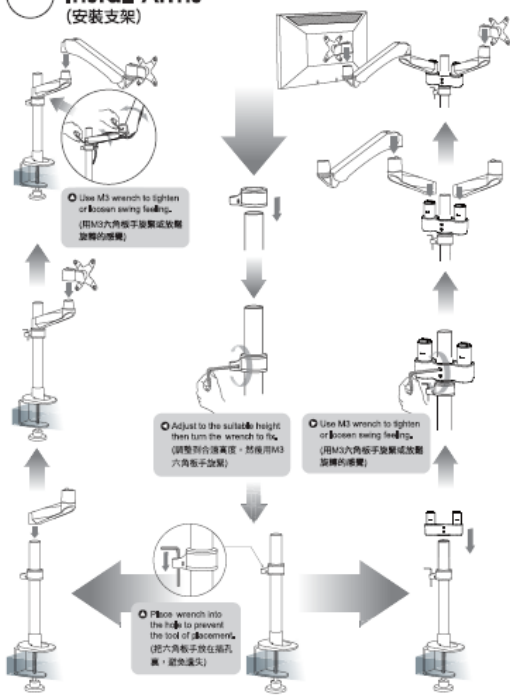 Install Arms
(安裝支架)
Use M3 wrench to tighten
or loosen swing feeling.
(用M3六角板手旋緊或放鬆
旋轉的感覺)
Adjust to the suitable height
then turn the wrench to fix.
(調整到合適高度，然後用M3
六角板手旋緊)
Use M3 wrench to tighten
or loosen swing feeling.
(用M3六角板手旋緊或放鬆
旋轉的感覺)
Place wrench into
the hole to prevent
the tool of placement.
(把六角板手放在插孔
裏，避免遺失)